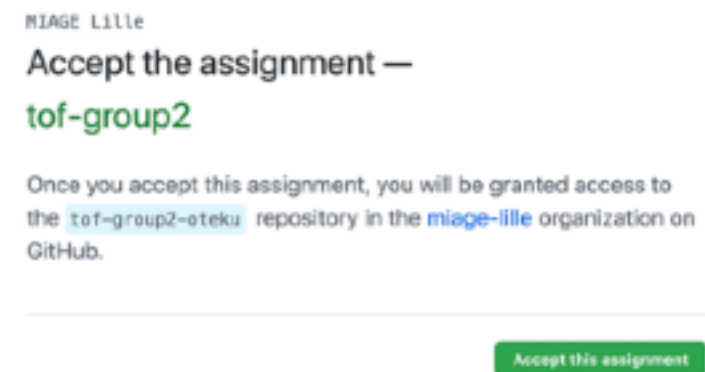 MIAGE Lille
Accept the assignment —
tof-group2
Once you accept this assignment, you will be granted access to
the tof-group2-oteku repository in the miage-lille organization on
GitHub.
Accept this assignment